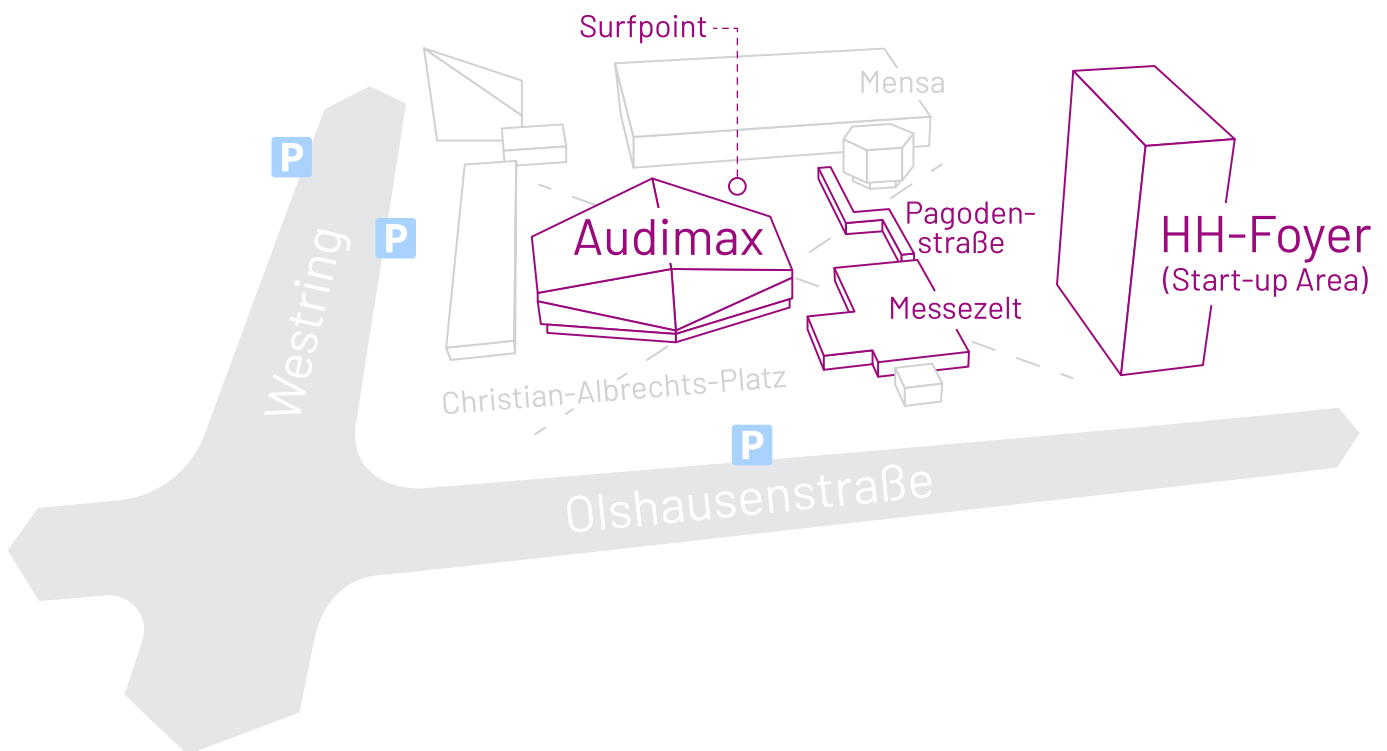 Surfpoint
Mensa
P
P
Westring
Audimax
Pagoden-
straße
HH-Foyer
(Start-up Area)
Messezelt
Christian-Albrechts-Platz
P
Olshausenstraße